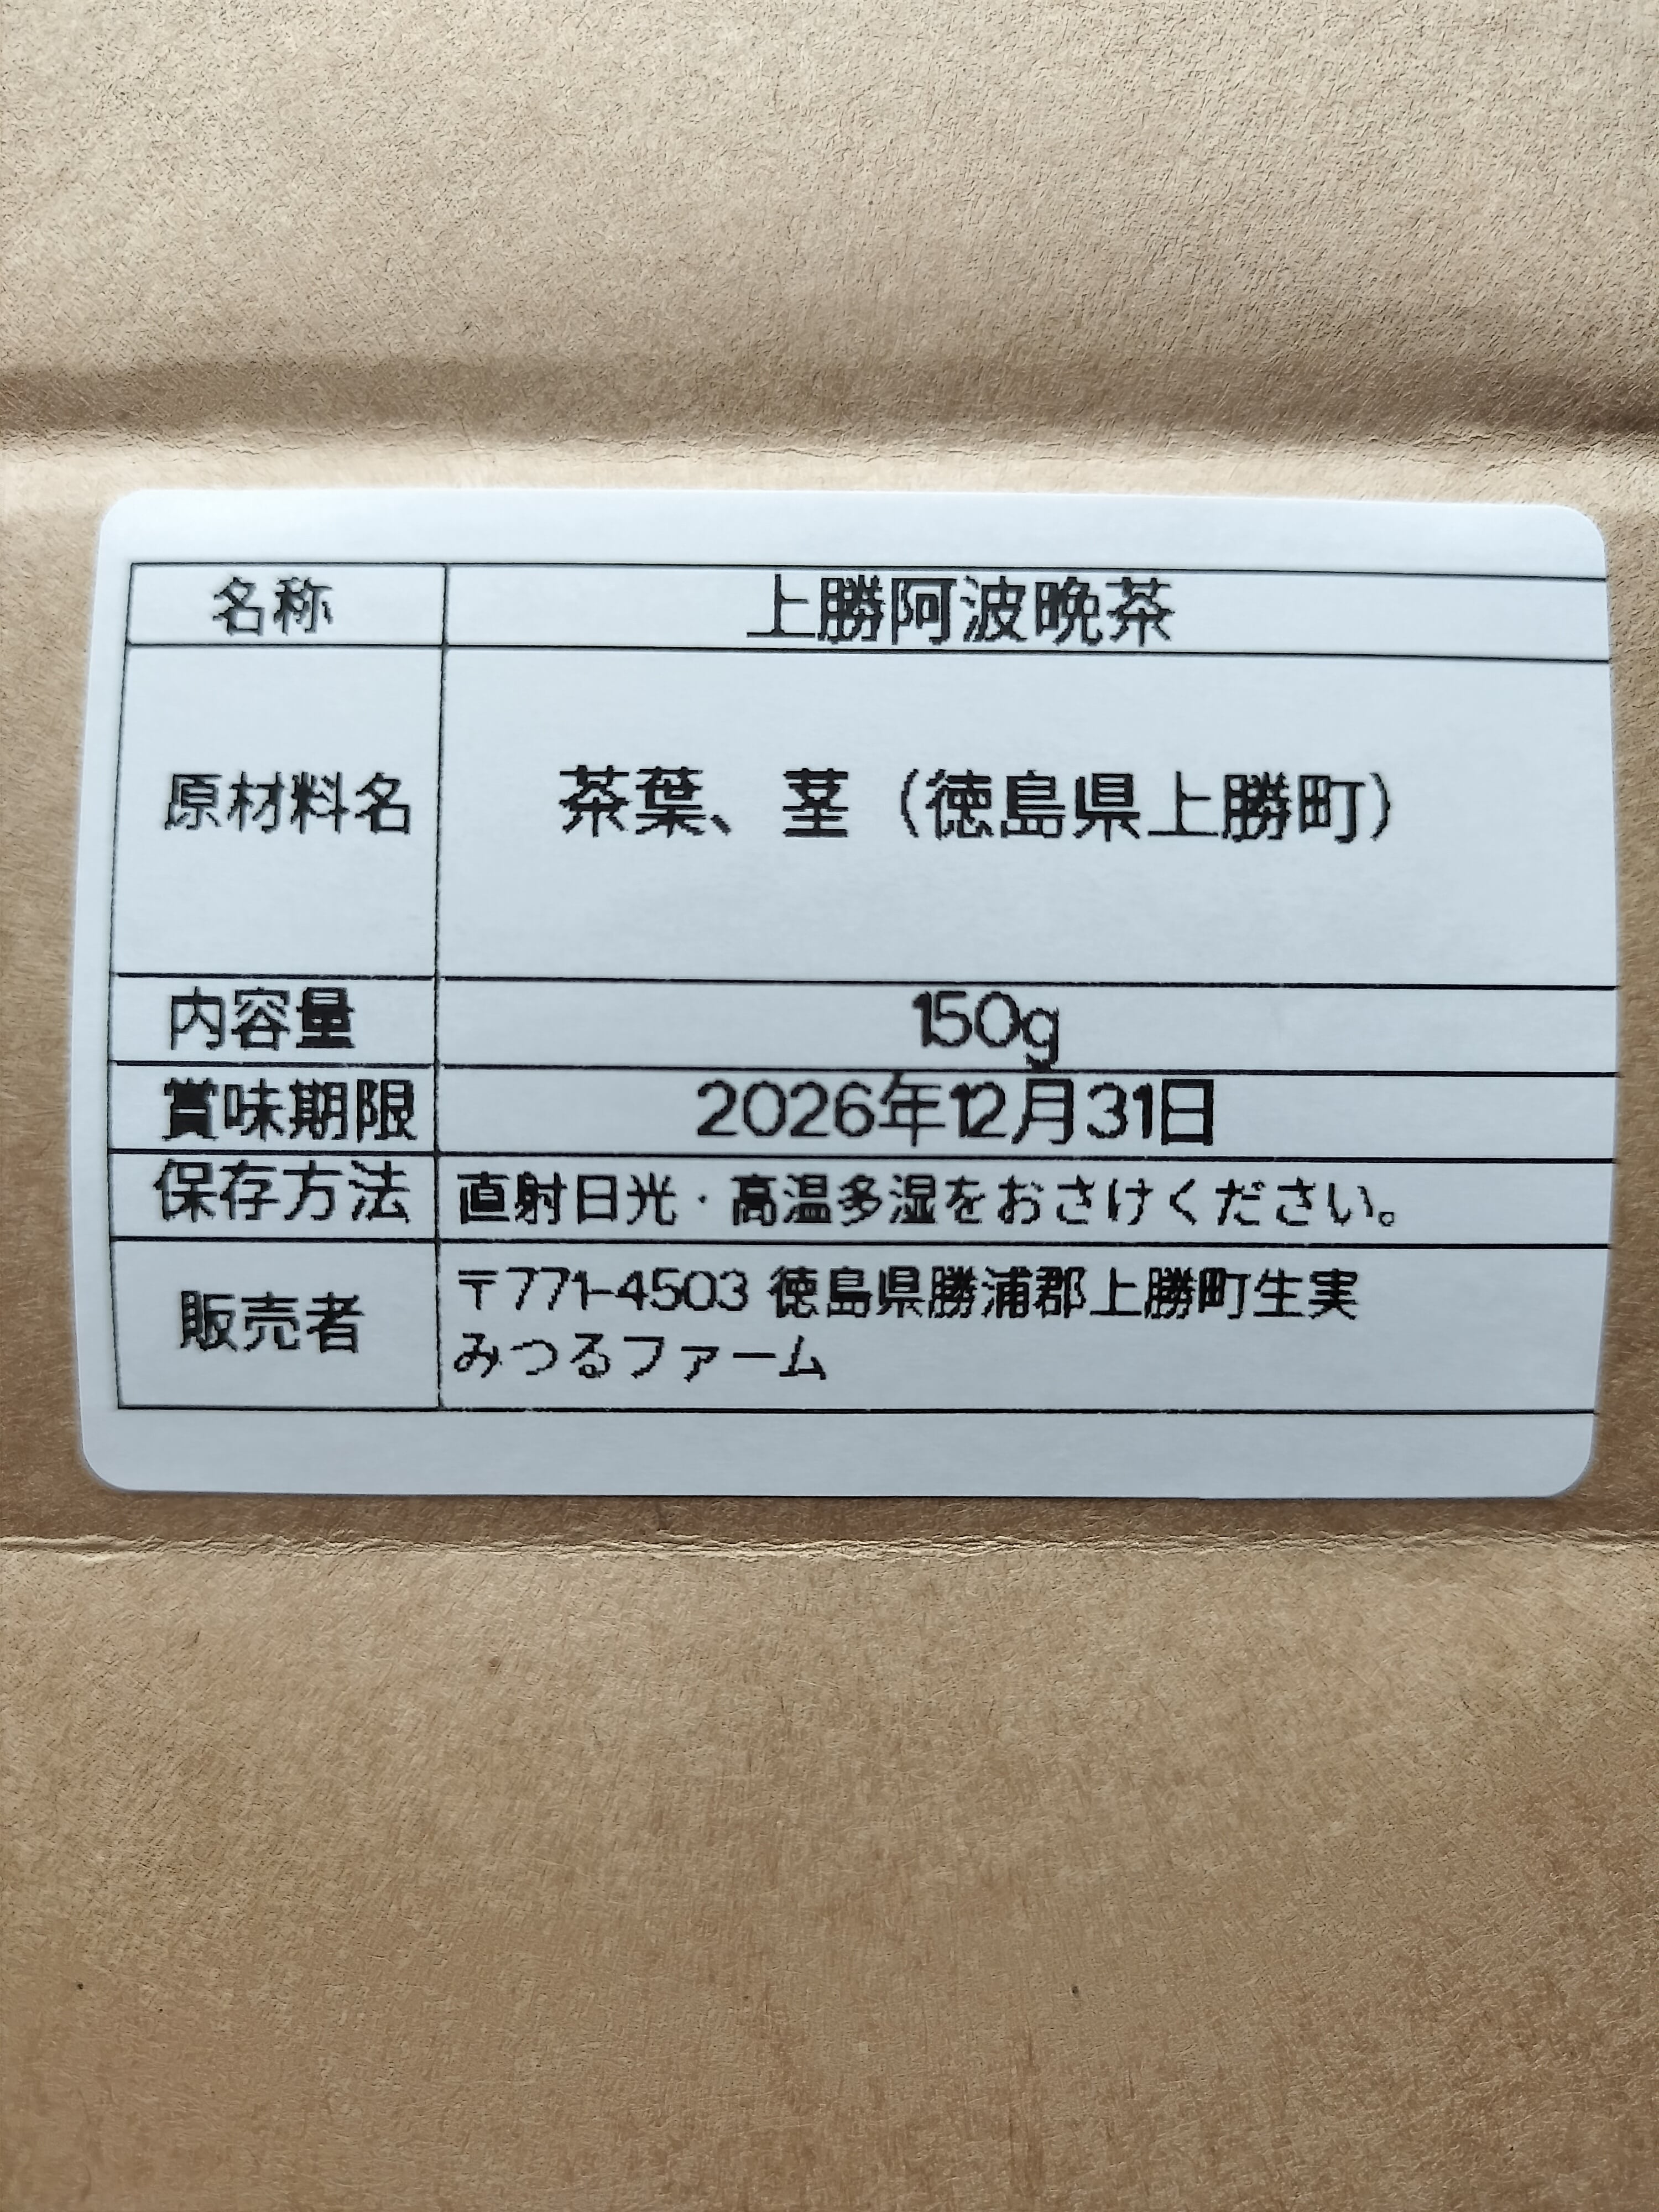 名称 上勝阿波晩茶
原材料名 茶葉、茎（徳島県上勝町）
内容量 150g
賞味期限 2026年12月31日
保存方法 直射日光・高温多湿をおさけください。
販売者 〒771-4503 徳島県勝浦郡上勝町生実
みつるファーム